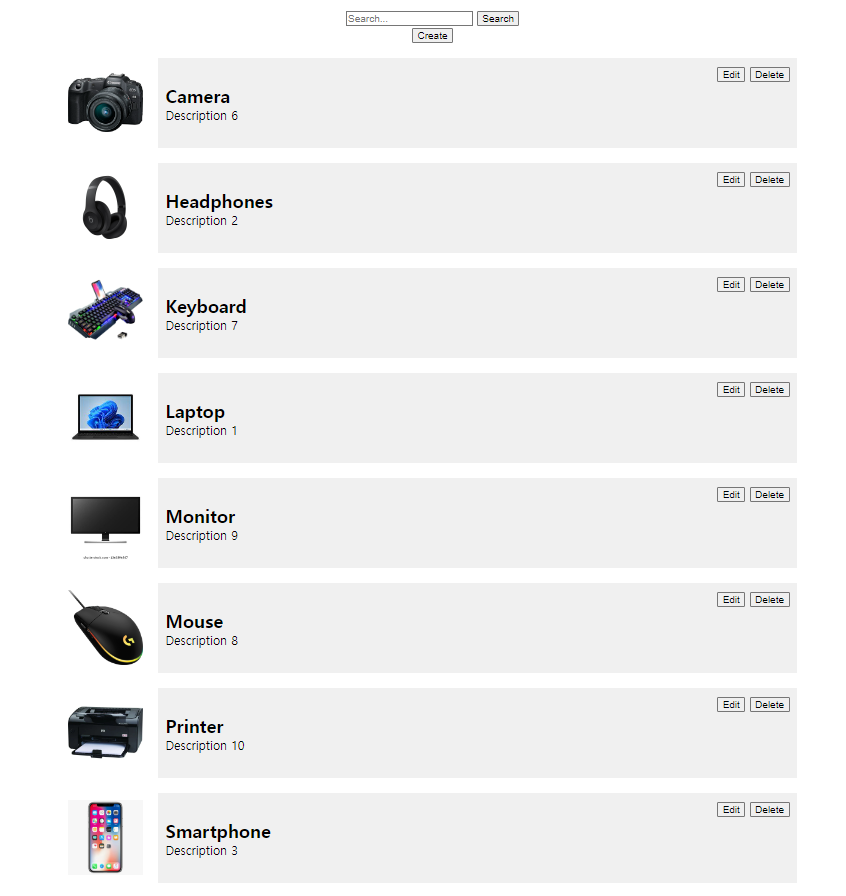 Search... Search
Create
Edit Delete
Camera
Description 6
Edit Delete
Headphones
Description 2
Edit Delete
Keyboard
Description 7
Edit Delete
Laptop
Description 1
Edit Delete
Monitor
Description 9
Edit Delete
Mouse
Description 8
Edit Delete
Printer
Description 10
Edit Delete
Smartphone
Description 3